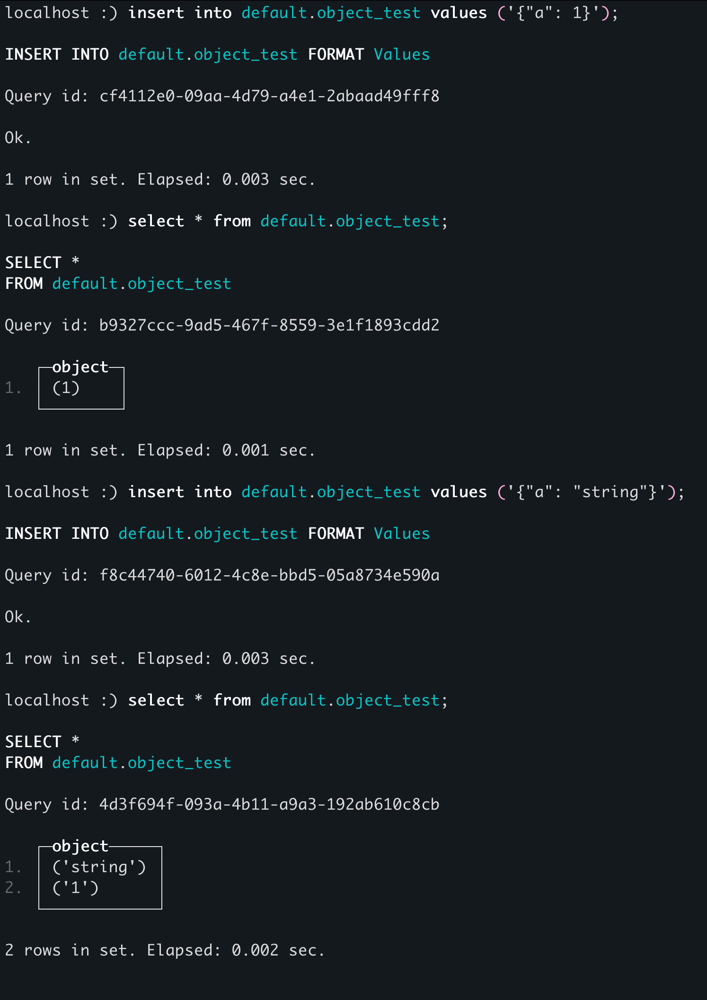 localhost :) insert into default.object_test values ('{"a": 1}');
INSERT INTO default.object_test FORMAT Values
Query id: cf4112e0-09aa-4d79-a4e1-2abaad49fff8
Ok.
1 row in set. Elapsed: 0.003 sec.
localhost :) select * from default.object_test;
SELECT *
FROM default.object_test
Query id: b9327ccc-9ad5-467f-8559-3e1f1893cdd2
object
1. (1)
1 row in set. Elapsed: 0.001 sec.
localhost :) insert into default.object_test values ('{"a": "string"}');
INSERT INTO default.object_test FORMAT Values
Query id: f8c44740-6012-4c8e-bbd5-05a8734e590a
Ok.
1 row in set. Elapsed: 0.003 sec.
localhost :) select * from default.object_test;
SELECT *
FROM default.object_test
Query id: 4d3f694f-093a-4b11-a9a3-192ab610c8cb
object
1. ('string')
2. ('1')
2 rows in set. Elapsed: 0.002 sec.